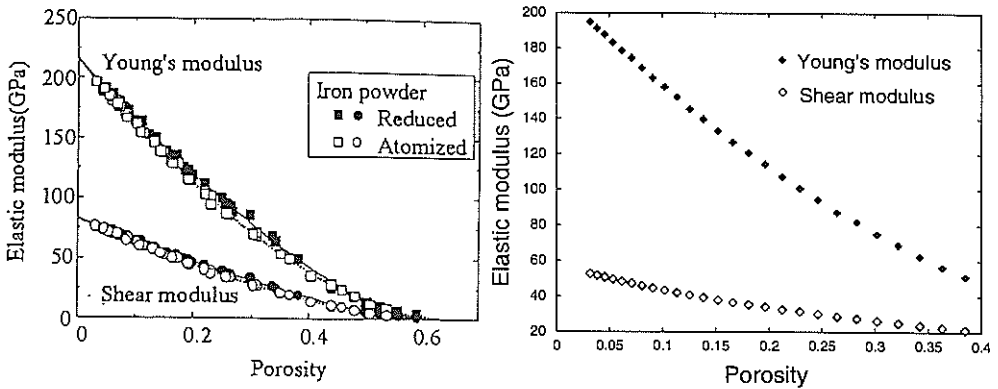 250
200
150
100
50
0
Elastic modulus(GPa)
Young's modulus
Iron powder
Reduced
Atomized
Shear modulus
0 0.2 0.4 0.6
Porosity
200
180
160
140
120
100
80
60
40
20
Elastic modulus (GPa)
Young's modulus
Shear modulus
0 0.05 0.1 0.15 0.2 0.25 0.3 0.35 0.4
Porosity